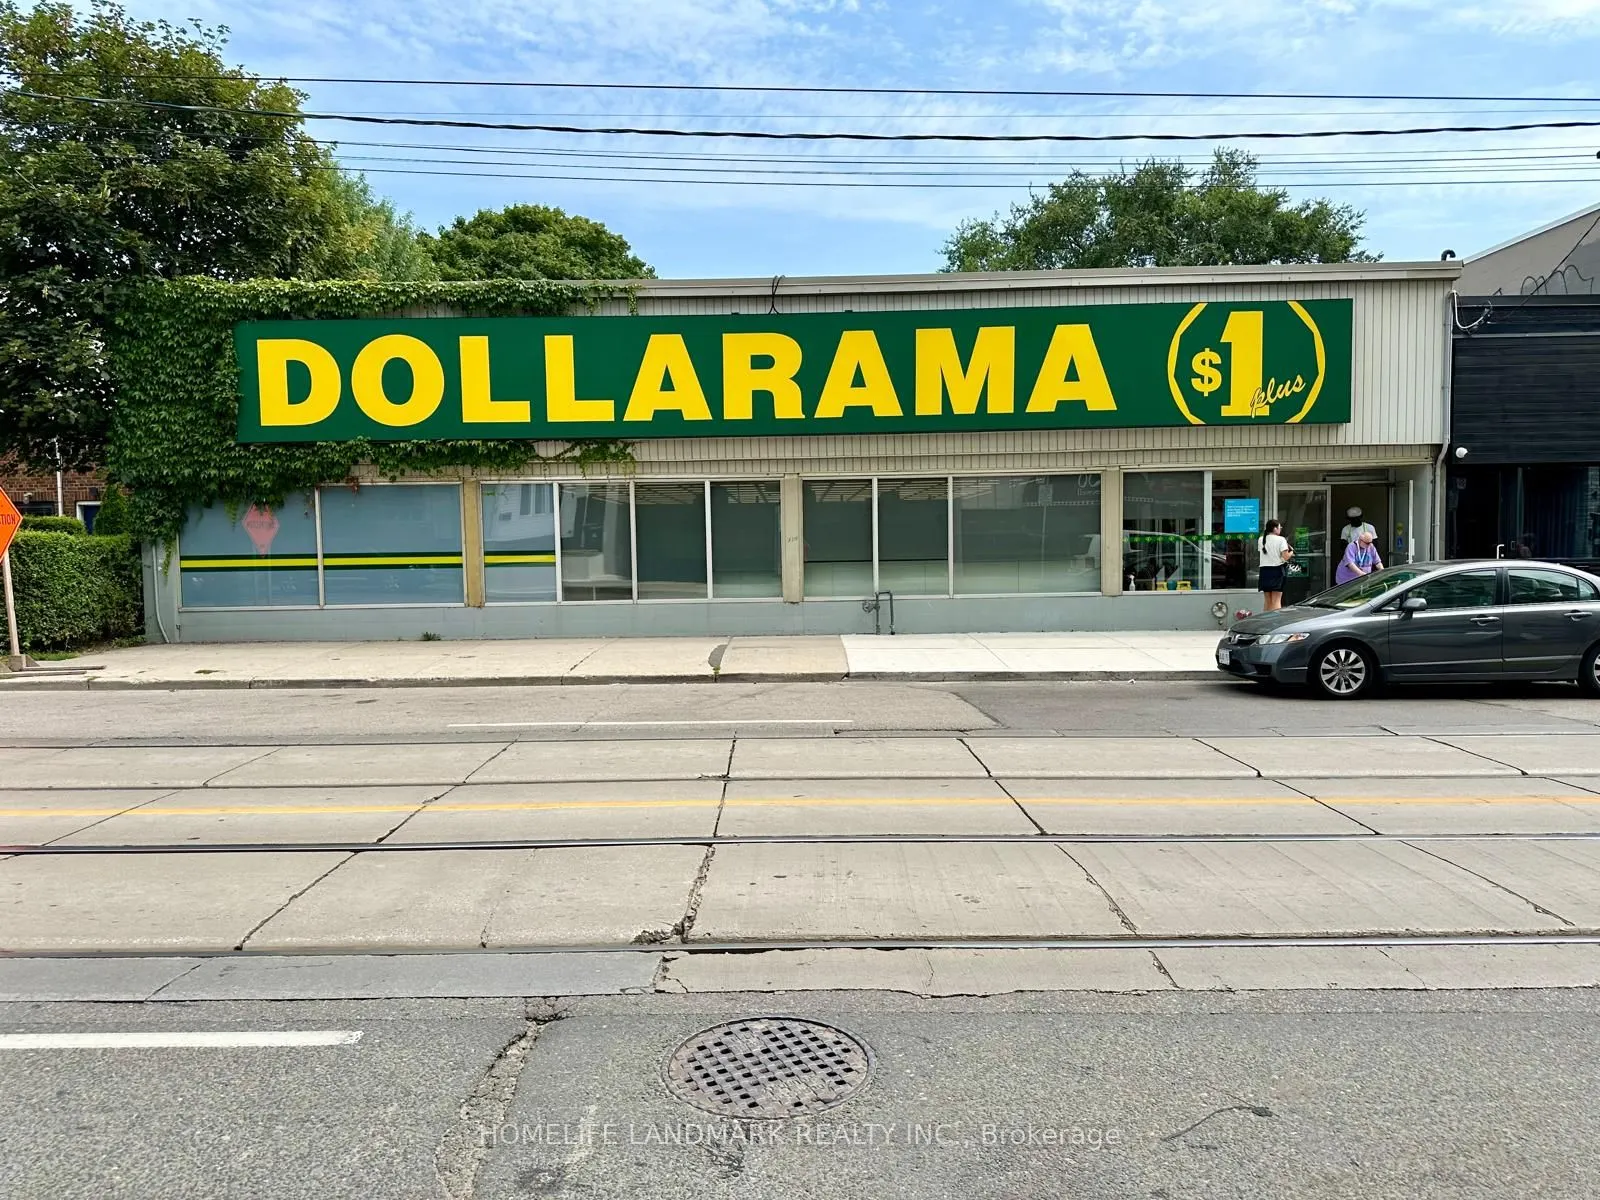 DOLLARAMA $1 plus
HOMELIFE LANDMARK REALTY INC., Brokerage